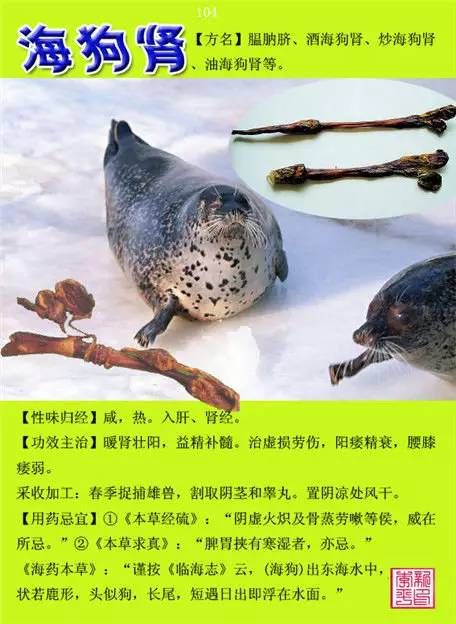 104
海狗肾
【方名】腽肭脐、酒海狗肾、炒海狗肾
、油海狗肾等。
【性味归经】咸，热。入肝、肾经。
【功效主治】暖肾壮阳，益精补髓。治虚损劳伤，阳痿精衰，腰膝
痿弱。
采收加工：春季捉捕雄兽，割取阴茎和睾丸。置阴凉处风干。
【用药忌宜】①《本草经硫》：“阴虚火炽及骨蒸劳嗽等侯，威在
所忌。”②《本草求真》：“脾胃挟有寒湿者，亦忌。”
《海药本草》：“谨按《临海志》云，(海狗)出东海水中，
状若鹿形，头似狗，长尾，短遇日出即浮在水面。”